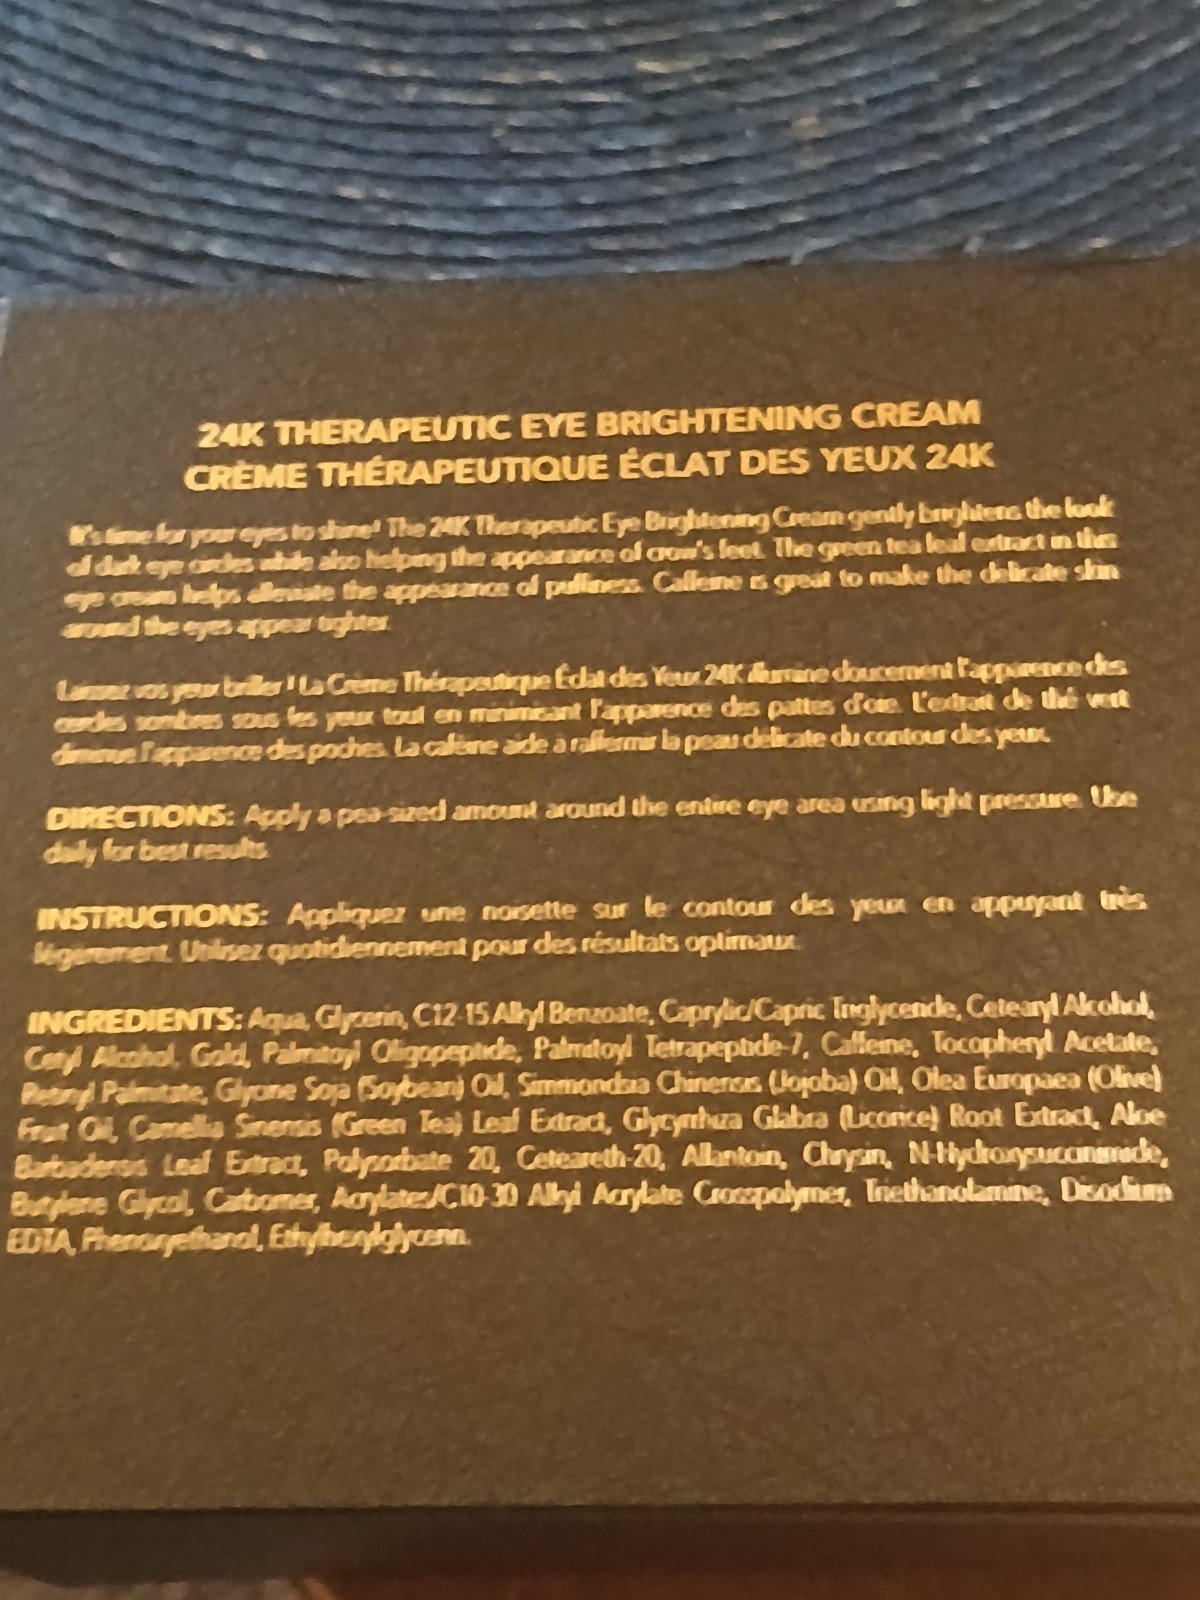 24K THERAPEUTIC EYE BRIGHTENING CREAM
CRÈME THÉRAPEUTIQUE ÉCLAT DES YEUX 24K
It's time for your eyes to shine! The 24K Therapeutic Eye Brightening Cream gently brightens the look
of dark eye circles while also helping the appearance of crow's feet. The green tea leaf extract in this
eye cream helps alleviate the appearance of puffiness. Caffeine is great to make the delicate skin
around the eyes appear tighter.
Laissez vos yeux briller ! La Crème Thérapeutique Éclat des Yeux 24K illumine doucement l'apparence des
cercles sombres sous les yeux tout en minimisant l'apparence des pattes d'oie. L'extrait de thé vert
diminue l'apparence des poches. La caféine aide à raffermir la peau délicate du contour des yeux.
DIRECTIONS: Apply a pea-sized amount around the entire eye area using light pressure. Use
daily for best results.
INSTRUCTIONS: Appliquez une noisette sur le contour des yeux en appuyant très
légèrement. Utilisez quotidiennement pour des résultats optimaux.
INGREDIENTS: Aqua, Glycerin, C12-15 Alkyl Benzoate, Caprylic/Capric Triglyceride, Cetearyl Alcohol,
Cetyl Alcohol, Gold, Palmitoyl Oligopeptide, Palmitoyl Tetrapeptide-7, Caffeine, Tocopheryl Acetate,
Retinyl Palmitate, Glycine Soja (Soybean) Oil, Simmondsia Chinensis (Jojoba) Oil, Olea Europaea (Olive)
Fruit Oil, Camellia Sinensis (Green Tea) Leaf Extract, Glycyrrhiza Glabra (Licorice) Root Extract, Aloe
Barbadensis Leaf Extract, Polysorbate 20, Ceteareth-20, Allantoin, Chrysin, N-Hydroxysuccinimide,
Butylene Glycol, Carbomer, Acrylates/C10-30 Alkyl Acrylate Crosspolymer, Triethanolamine, Disodium
EDTA, Phenoxyethanol, Ethylhexylglycerin.